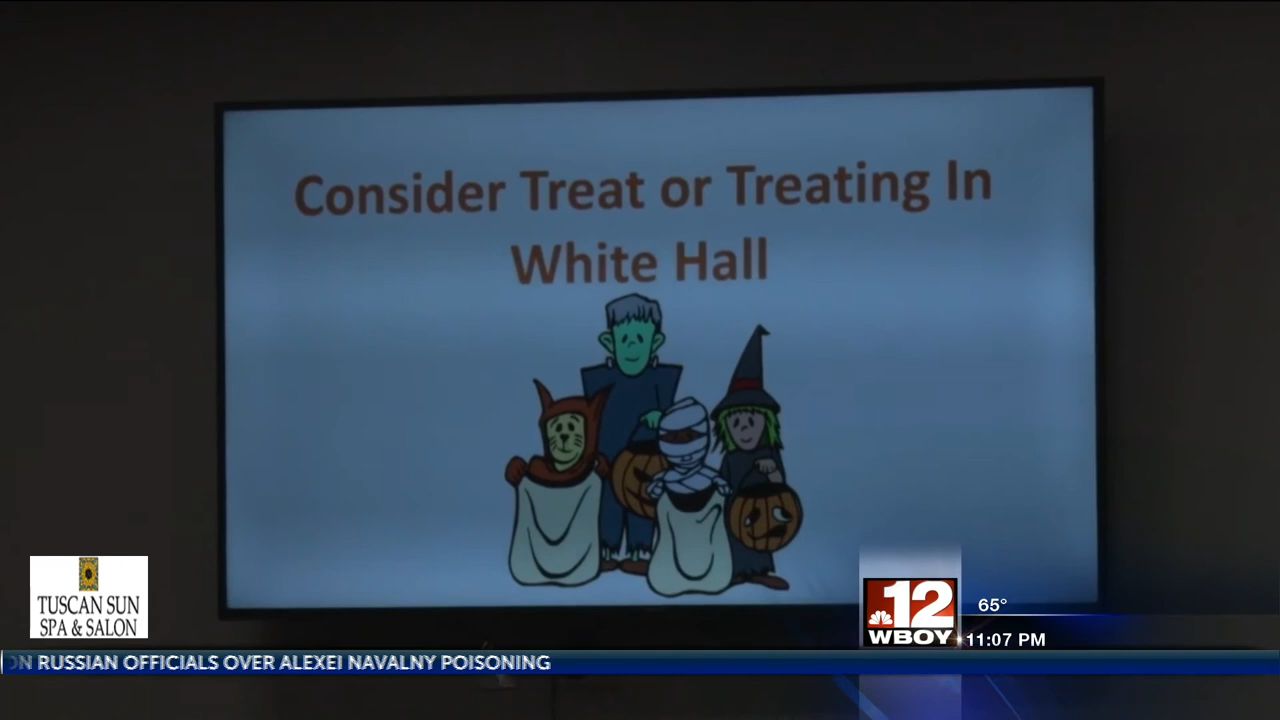 Consider Treat or Treating In
White Hall
TUSCAN SUN
SPA & SALON
12
WBOY
65°
11:07 PM
ON RUSSIAN OFFICIALS OVER ALEXEI NAVALNY POISONING